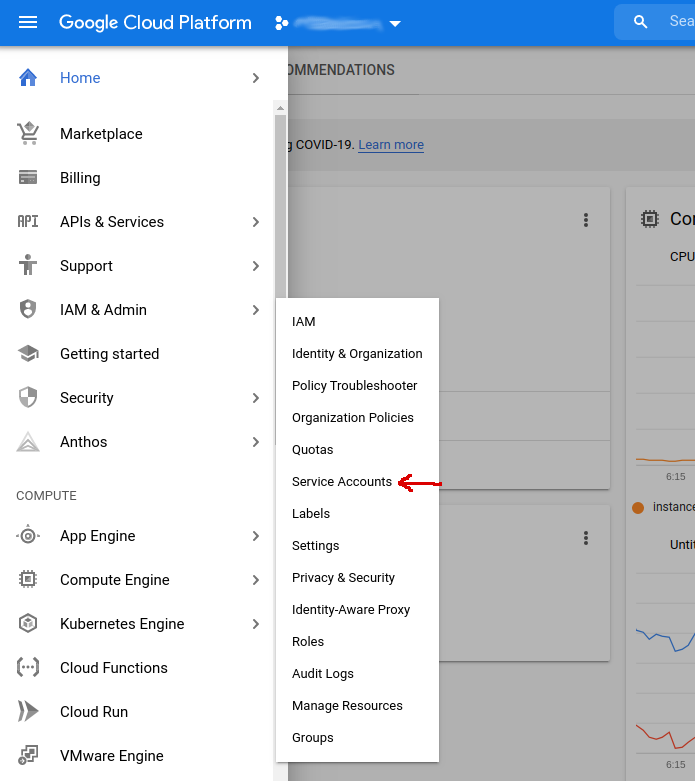 Google Cloud Platform
Sea
Home
OMMENDATIONS
Marketplace
g COVID-19. Learn more
Billing
APIs & Services
Support
IAM & Admin
Getting started
Security
Anthos
COMPUTE
App Engine
Compute Engine
Kubernetes Engine
Cloud Functions
Cloud Run
VMware Engine
IAM
Identity & Organization
Policy Troubleshooter
Organization Policies
Quotas
Service Accounts
Labels
Settings
Privacy & Security
Identity-Aware Proxy
Roles
Audit Logs
Manage Resources
Groups
Cor
CPU
6:15
instance
Untit
6:15